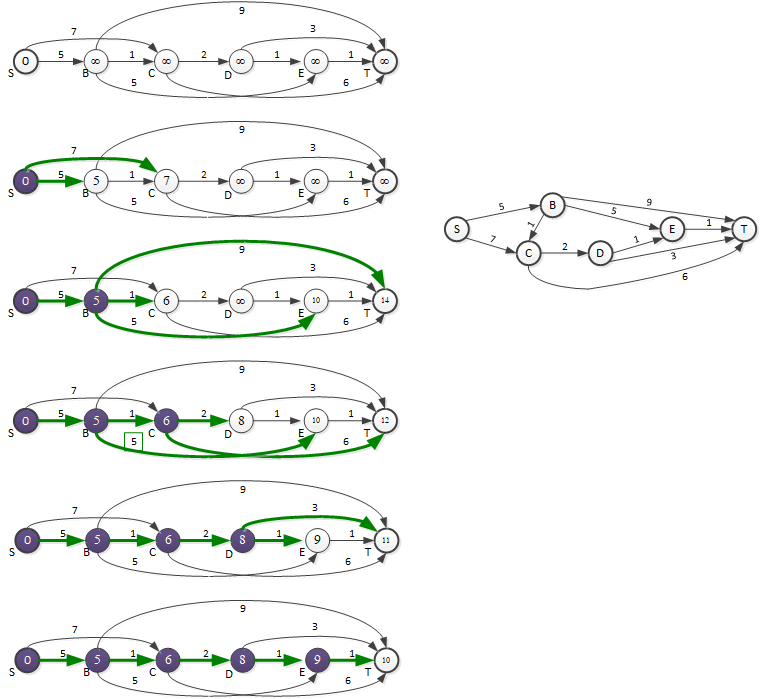 9
7 3
5 0 ∞ 1 ∞ 2 ∞ 1 ∞ 1 ∞
S B 5 C D E T 6
9
7 3
0 5 5 1 7 2 ∞ 1 ∞ 1 ∞
S B 5 C D E T 6
9
7 3
0 5 5 1 6 2 ∞ 1 10 1 14
S B 5 C D E T 6
9
7 3
0 5 5 1 6 2 8 1 10 1 12
S B 5 C D E T 6
9
7 3
0 5 5 1 6 2 8 1 9 1 11
S B 5 C D E T 6
9
7 3
0 5 5 1 6 2 8 1 9 1 10
S B 5 C D E T 6
5 B 9
5
S 1 E 1 T
7 1
C 2 D 3
6